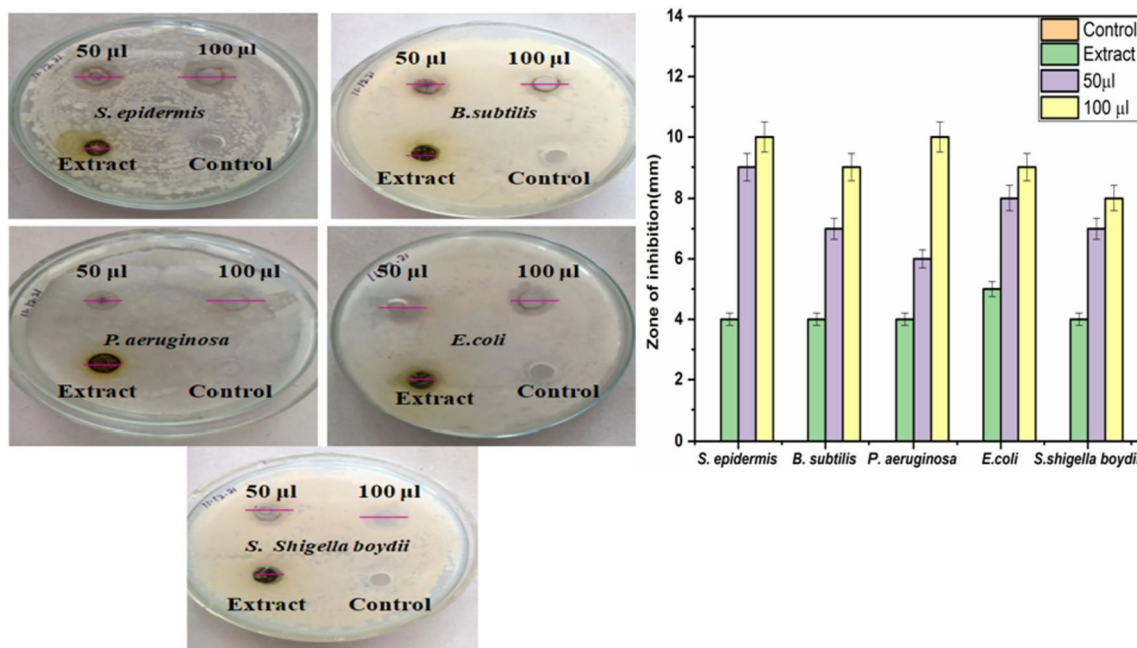 50 µl 100 µl
S. epidermis
Extract Control
50 µl 100 µl
B.subtilis
Extract Control
50 µl 100 µl
P. aeruginosa
Extract Control
50 µl 100 µl
E.coli
Extract Control
50 µl 100 µl
S. Shigella boydii
Extract Control
Control
Extract
50µl
100 µl
Zone of inhibition(mm)
14
12
10
8
6
4
2
0
S. epidermis B. subtilis P. aeruginosa E.coli S.shigella boydii